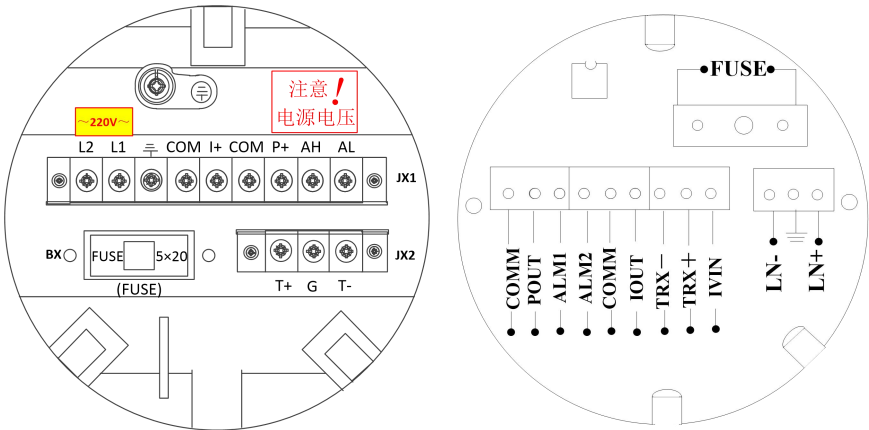 注意!
电源电压
~220V~
L2 L1 COM I+ COM P+ AH AL
JX1
BX
FUSE 5×20
(FUSE)
JX2
T+ G T-
FUSE
COMM
POUT
ALM1
ALM2
COMM
IOUT
TRX-
TRX+
IVIN
LN-
LN+